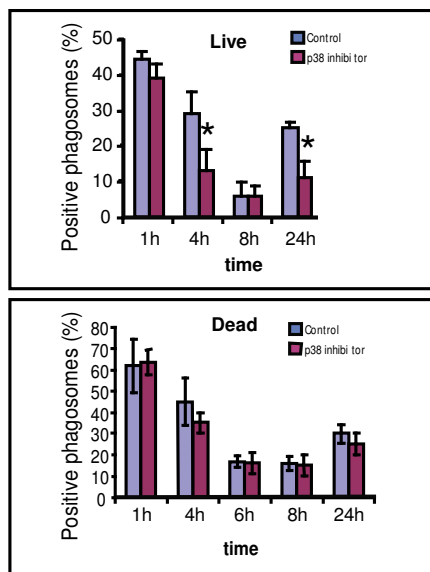 Live
Control
p38 inhibi tor
Positive phagosomes (%)
50
40
30
20
10
0
*
*
1h 4h 8h 24h
time
Dead
Control
p38 inhibi tor
Positive phagosomes (%)
80
70
60
50
40
30
20
10
0
1h 4h 6h 8h 24h
time